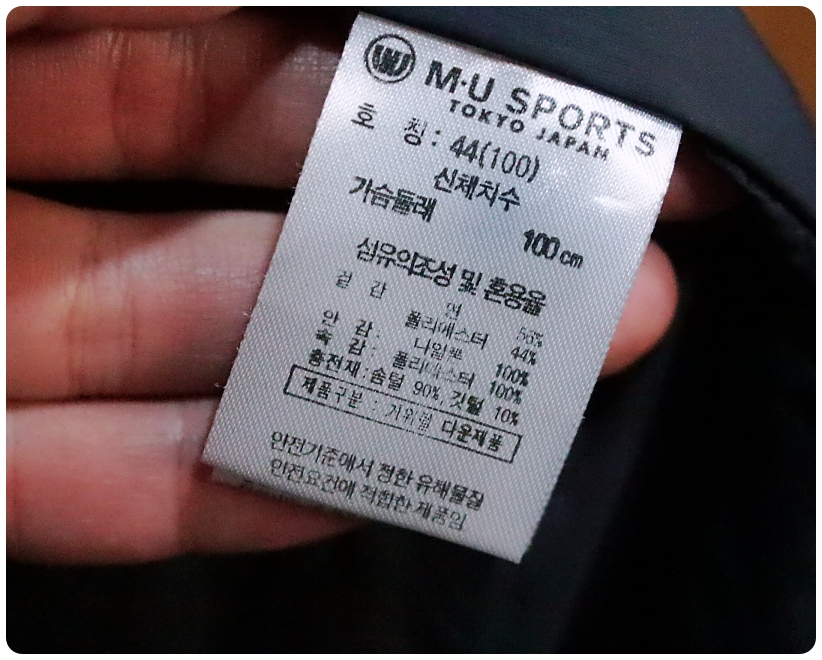 M·U SPORTS
TOKYO JAPAN
호 칭 : 44(100)
신체치수
가슴둘레
100cm
섬유의조성 및 혼용율
겉 감 면 56%
폴리에스터 44%
안 감 : 나일론 100%
축 감 : 폴리에스터 100%
충전재 : 솜털 90%, 깃털 10%
제품구분 : 거위털 다운제품
안전기준에서 정한 유해물질
안전요건에 적합한 제품임